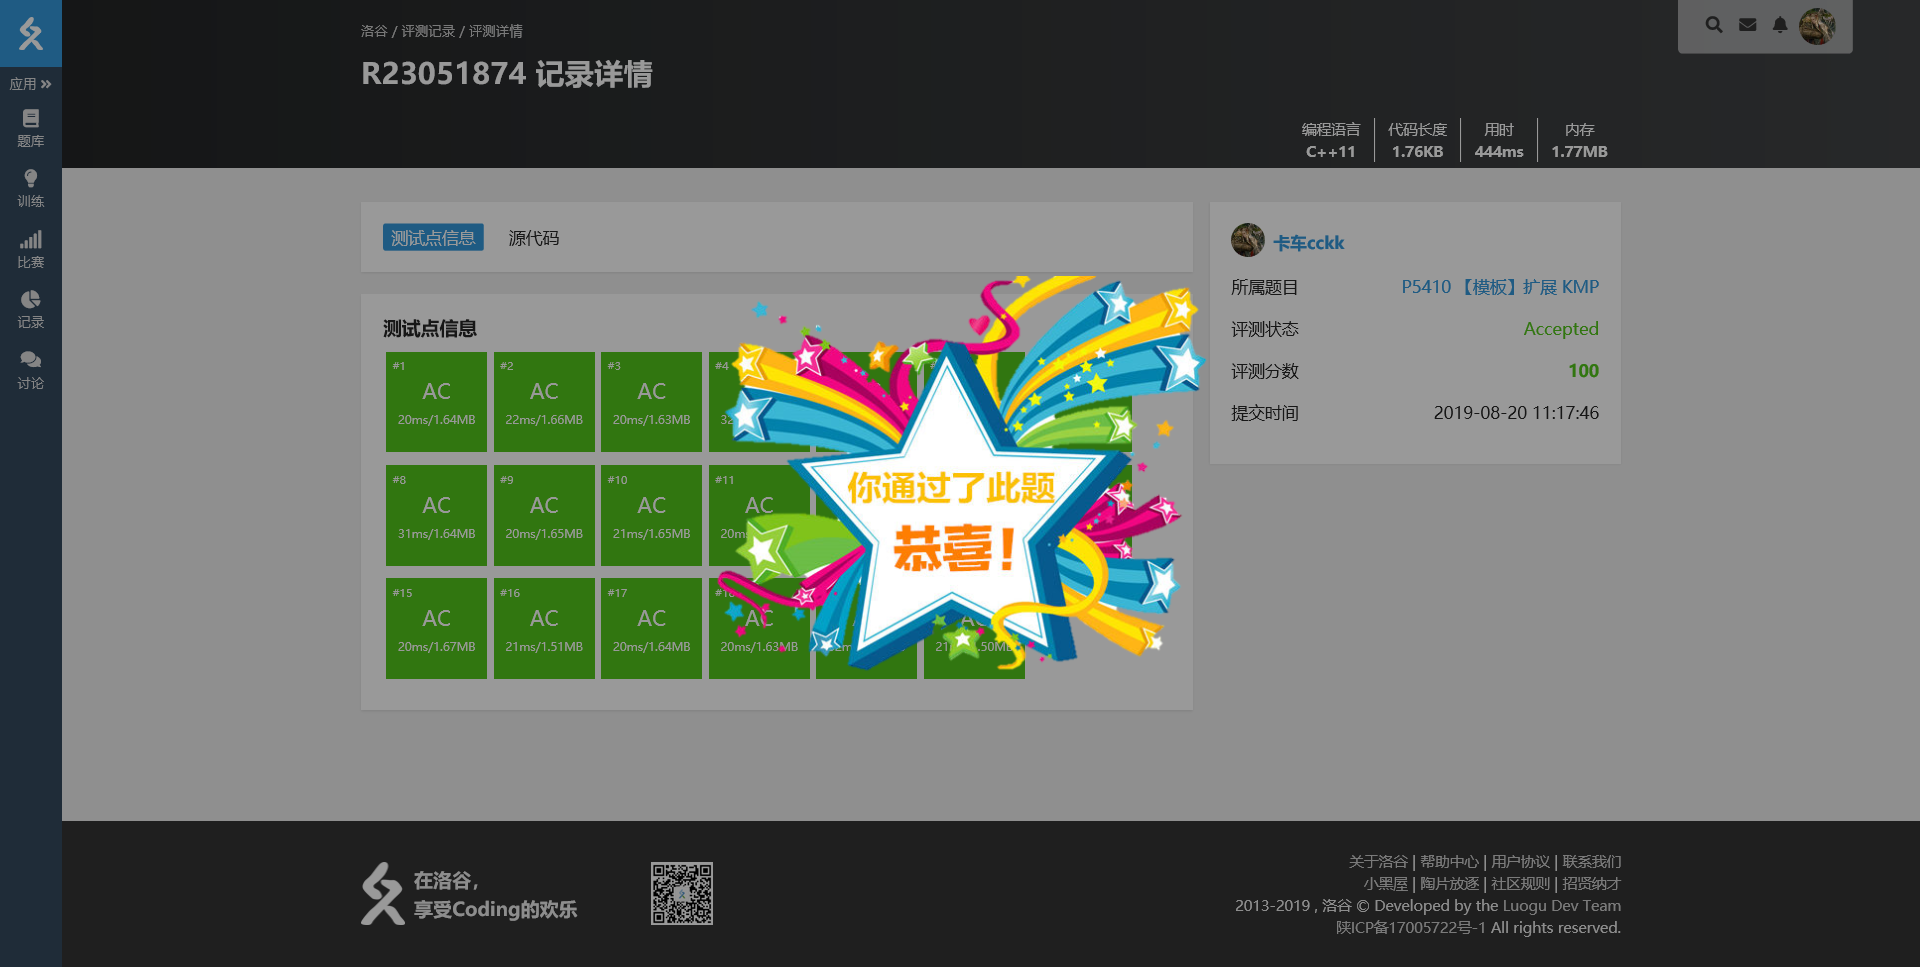 洛谷 / 评测记录 / 评测详情
R23051874 记录详情
应用
题库
训练
比赛
记录
讨论
编程语言 代码长度 用时 内存
C++11 1.76KB 444ms 1.77MB
测试点信息 源代码
卡车cckk
所属题目 P5410 【模板】扩展 KMP
评测状态 Accepted
评测分数 100
提交时间 2019-08-20 11:17:46
测试点信息
#1 #2 #3 #4
AC AC AC
20ms/1.64MB 22ms/1.66MB 20ms/1.63MB
#8 #9 #10 #11
AC AC AC AC
31ms/1.64MB 20ms/1.65MB 21ms/1.65MB
#15 #16 #17 #18
AC AC AC AC
20ms/1.67MB 21ms/1.51MB 20ms/1.64MB 20ms/1.63MB
你通过了此题
恭喜!
在洛谷,
享受Coding的欢乐
关于洛谷 | 帮助中心 | 用户协议 | 联系我们
小黑屋 | 陶片放逐 | 社区规则 | 招贤纳才
2013-2019 , 洛谷 © Developed by the Luogu Dev Team
陕ICP备17005722号-1 All rights reserved.